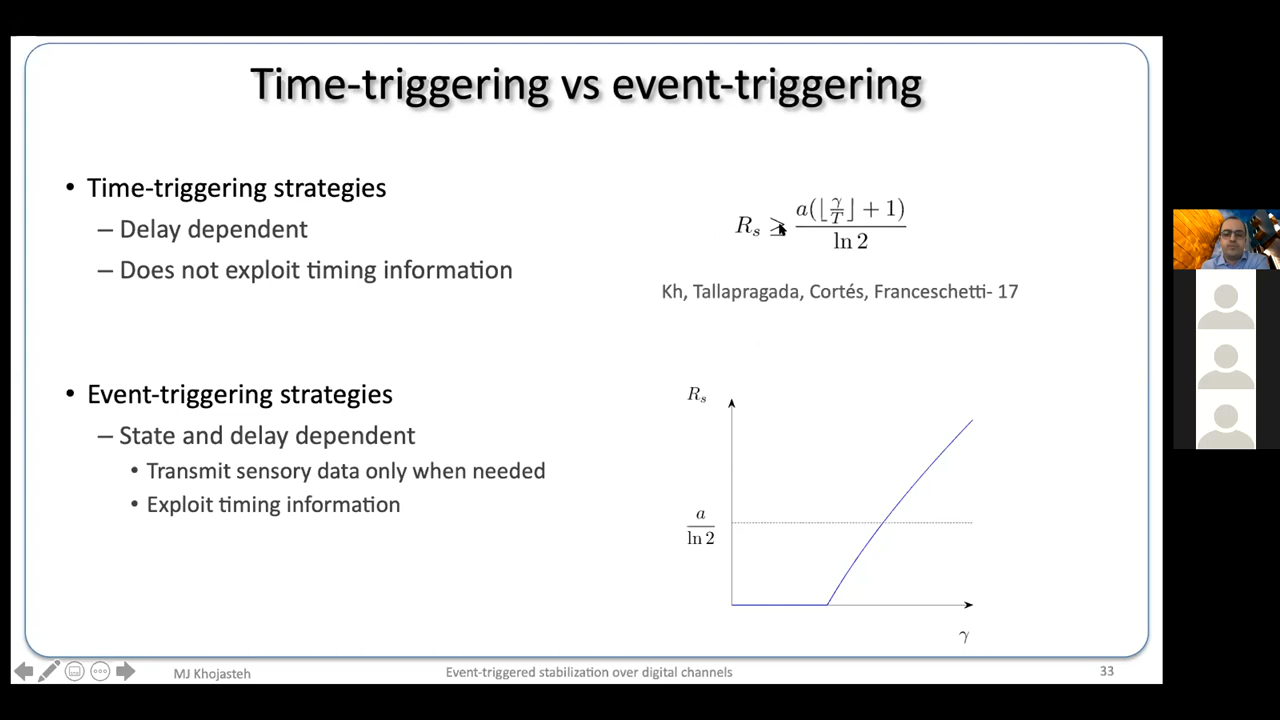 Time-triggering vs event-triggering
• Time-triggering strategies
– Delay dependent
– Does not exploit timing information
R_s ≥ a(⌊γ/T⌋ + 1) / ln 2
Kh, Tallapragada, Cortés, Franceschetti- 17
• Event-triggering strategies
– State and delay dependent
• Transmit sensory data only when needed
• Exploit timing information
R_s
a / ln 2
γ
MJ Khojasteh
Event-triggered stabilization over digital channels
33